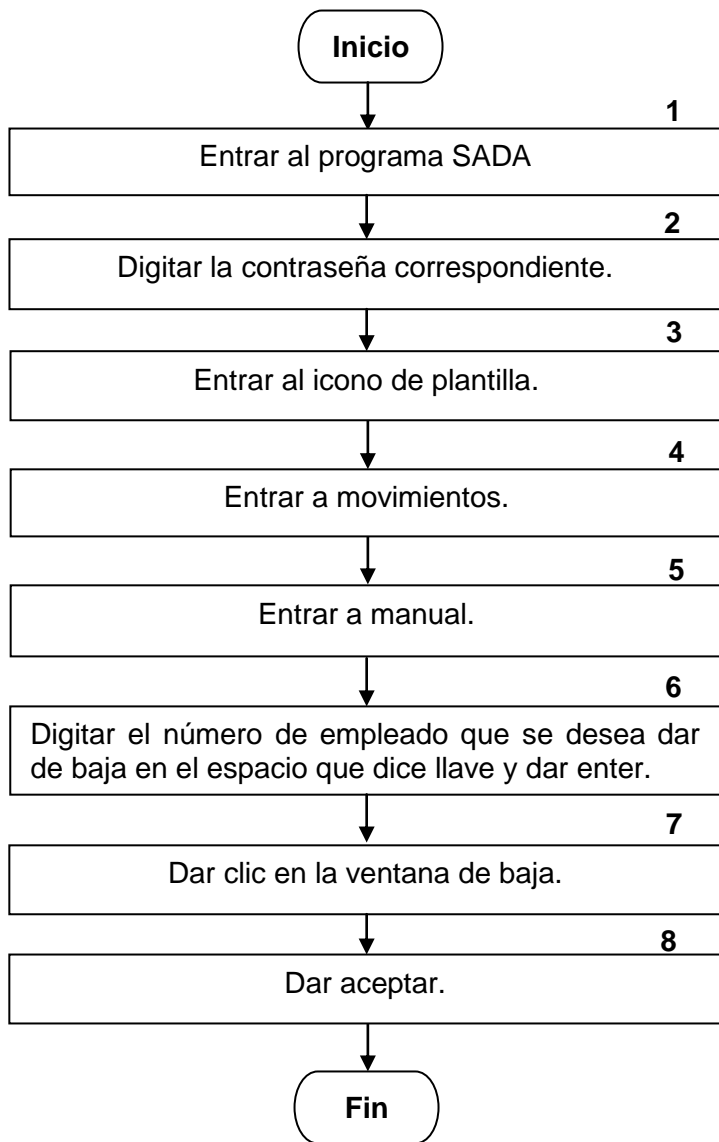 Inicio
1
Entrar al programa SADA
2
Digitar la contraseña correspondiente.
3
Entrar al icono de plantilla.
4
Entrar a movimientos.
5
Entrar a manual.
6
Digitar el número de empleado que se desea dar
de baja en el espacio que dice llave y dar enter.
7
Dar clic en la ventana de baja.
8
Dar aceptar.
Fin